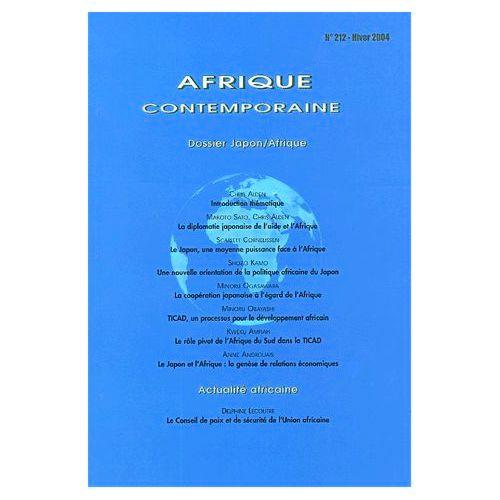 N° 212 - Hiver 2004
AFRIQUE
CONTEMPORAINE
Dossier Japon/Afrique
CHRIS ALDEN
Introduction thématique
MAKOTO SATO, CHRIS ALDEN
La diplomatie japonaise de l'aide et l'Afrique
SCARLETT CORNELISSEN
Le Japon, une moyenne puissance face à l'Afrique
SHOZO KAMO
Une nouvelle orientation de la politique africaine du Japon
MINORU OGASAWARA
La coopération japonaise à l'égard de l'Afrique
MINORU OBAYASHI
TICAD, un processus pour le développement africain
KWEKU AMPIAH
Le rôle pivot de l'Afrique du Sud dans la TICAD
ANNE ANDROUAIS
Le Japon et l'Afrique : la genèse de relations économiques
Actualité africaine
DELPHINE LECOUTRE
Le Conseil de paix et de sécurité de l'Union africaine